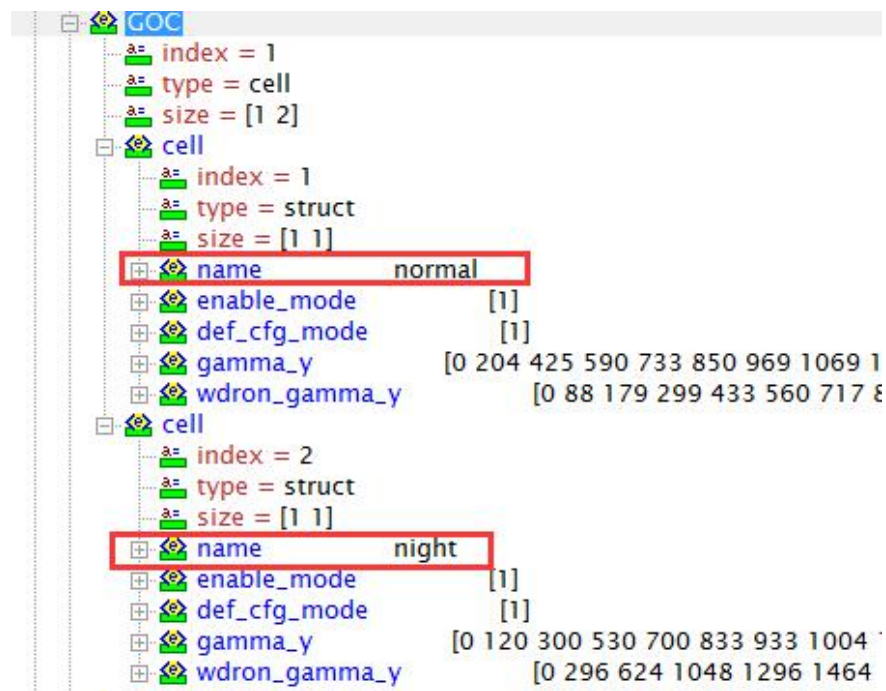 GOC
index = 1
type = cell
size = [1 2]
cell
index = 1
type = struct
size = [1 1]
name normal
enable_mode [1]
def_cfg_mode [1]
gamma_y [0 204 425 590 733 850 969 1069 1
wdron_gamma_y [0 88 179 299 433 560 717 8
cell
index = 2
type = struct
size = [1 1]
name night
enable_mode [1]
def_cfg_mode [1]
gamma_y [0 120 300 530 700 833 933 1004
wdron_gamma_y [0 296 624 1048 1296 1464